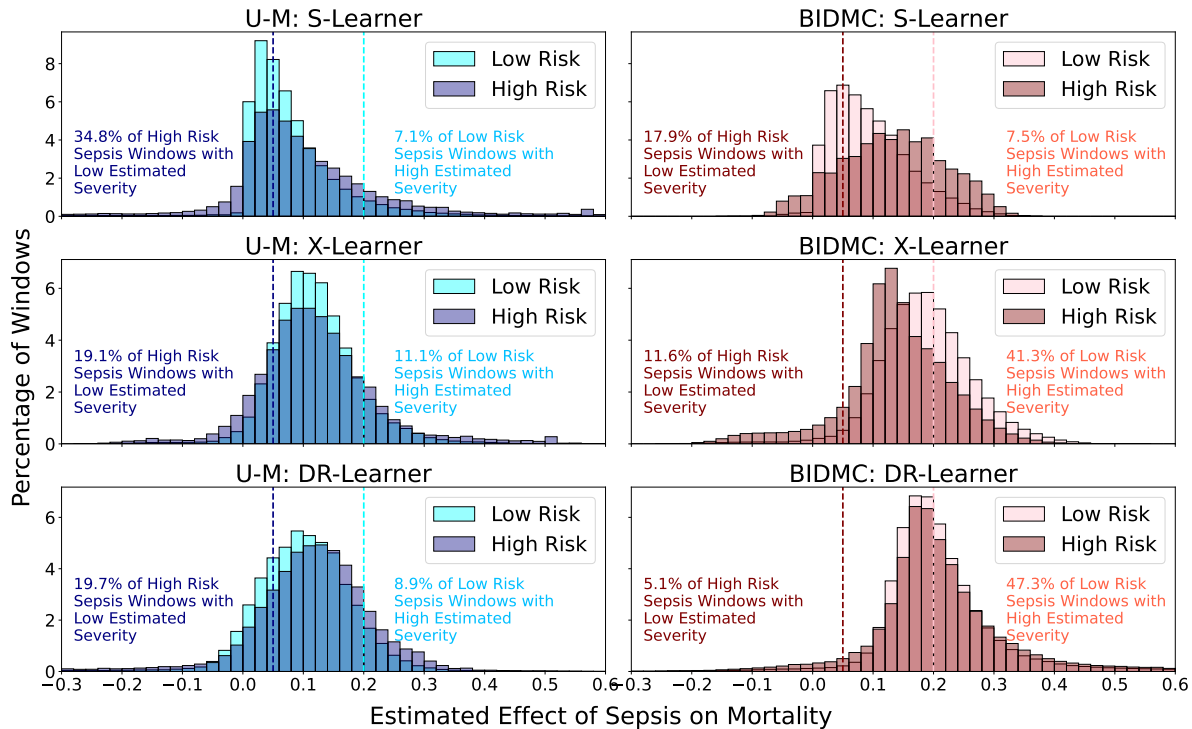 U-M: S-Learner
BIDMC: S-Learner
Low Risk
High Risk
34.8% of High Risk
Sepsis Windows with
Low Estimated
Severity
7.1% of Low Risk
Sepsis Windows with
High Estimated
Severity
8
6
4
2
0
Low Risk
High Risk
17.9% of High Risk
Sepsis Windows with
Low Estimated
Severity
7.5% of Low Risk
Sepsis Windows with
High Estimated
Severity
Percentage of Windows
U-M: X-Learner
BIDMC: X-Learner
Low Risk
High Risk
19.1% of High Risk
Sepsis Windows with
Low Estimated
Severity
11.1% of Low Risk
Sepsis Windows with
High Estimated
Severity
6
4
2
0
Low Risk
High Risk
11.6% of High Risk
Sepsis Windows with
Low Estimated
Severity
41.3% of Low Risk
Sepsis Windows with
High Estimated
Severity
U-M: DR-Learner
BIDMC: DR-Learner
Low Risk
High Risk
19.7% of High Risk
Sepsis Windows with
Low Estimated
Severity
8.9% of Low Risk
Sepsis Windows with
High Estimated
Severity
6
4
2
0
−0.3 −0.2 −0.1 0.0 0.1 0.2 0.3 0.4 0.5 0.6
Low Risk
High Risk
5.1% of High Risk
Sepsis Windows with
Low Estimated
Severity
47.3% of Low Risk
Sepsis Windows with
High Estimated
Severity
−0.2 −0.1 0.0 0.1 0.2 0.3 0.4 0.5 0.6
Estimated Effect of Sepsis on Mortality